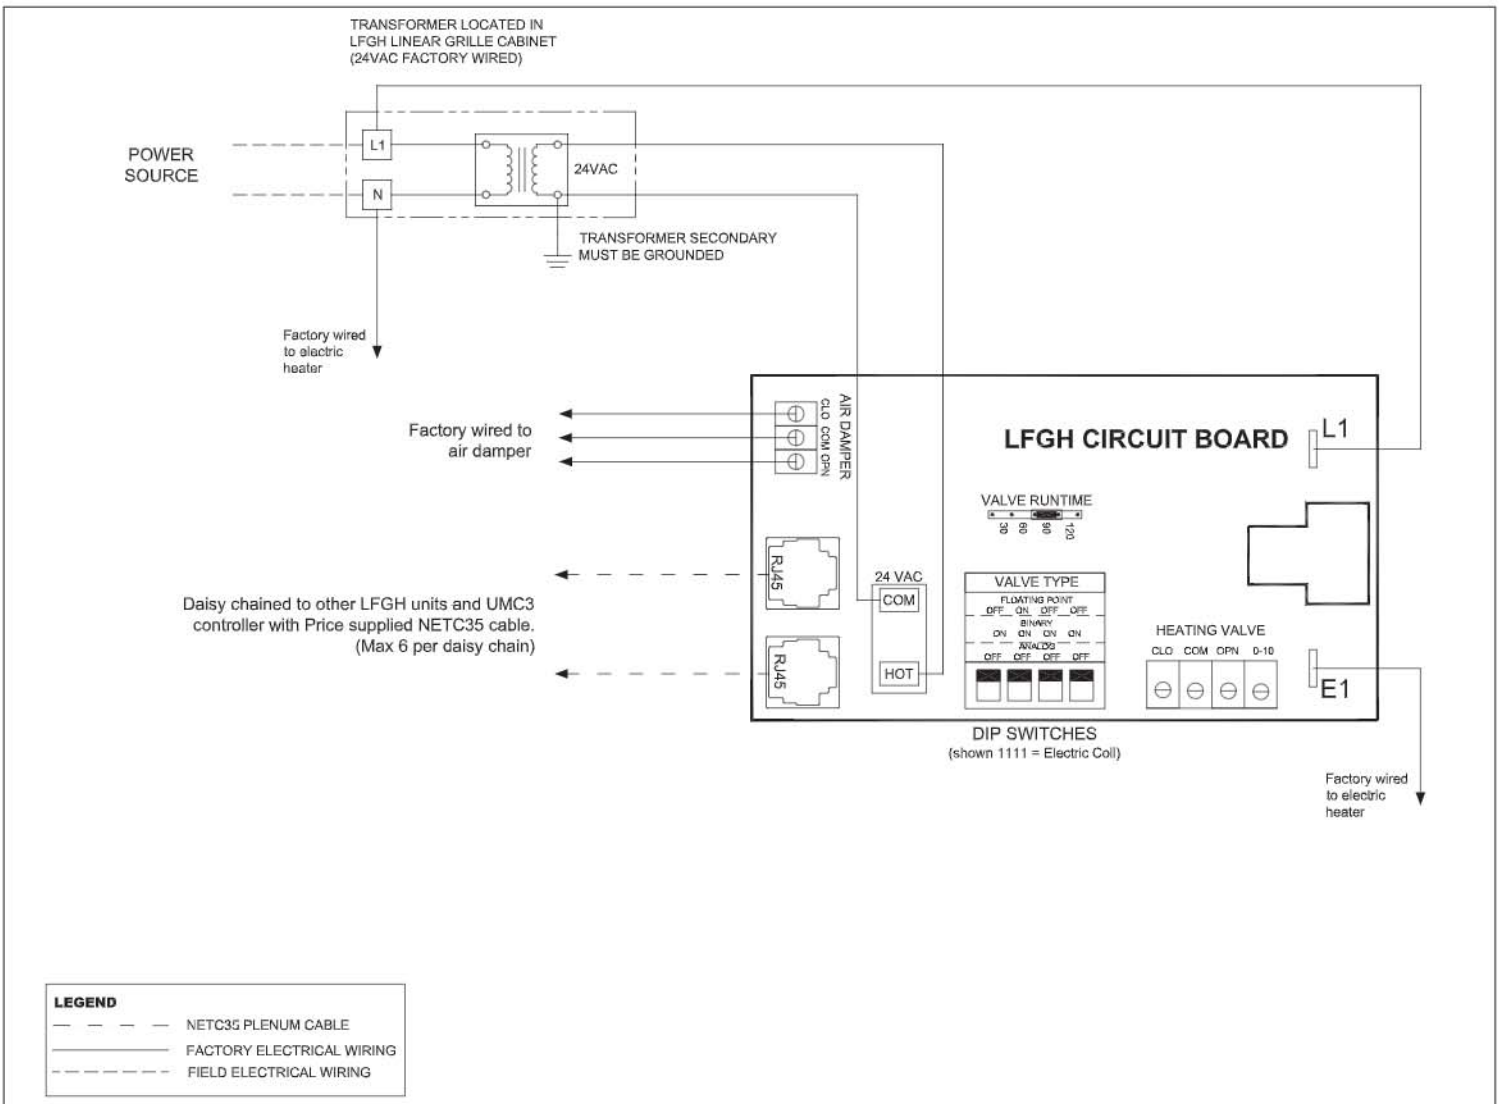 TRANSFORMER LOCATED IN
LFGH LINEAR GRILLE CABINET
(24VAC FACTORY WIRED)
POWER
SOURCE
L1
N
24VAC
TRANSFORMER SECONDARY
MUST BE GROUNDED
Factory wired
to electric
heater
Factory wired to
air damper
CLO COM OPN
AIR DAMPER
LFGH CIRCUIT BOARD
L1
VALVE RUNTIME
30 60 90 120
RJ45
Daisy chained to other LFGH units and UMC3
controller with Price supplied NETC35 cable.
(Max 6 per daisy chain)
RJ45
24 VAC
COM
HOT
VALVE TYPE
FLOATING POINT
OFF ON OFF OFF
BINARY
ON ON ON ON
ANALOG
OFF OFF OFF OFF
HEATING VALVE
CLO COM OPN 0-10
E1
DIP SWITCHES
(shown 1111 = Electric Coil)
Factory wired
to electric
heater
LEGEND
NETC35 PLENUM CABLE
FACTORY ELECTRICAL WIRING
FIELD ELECTRICAL WIRING